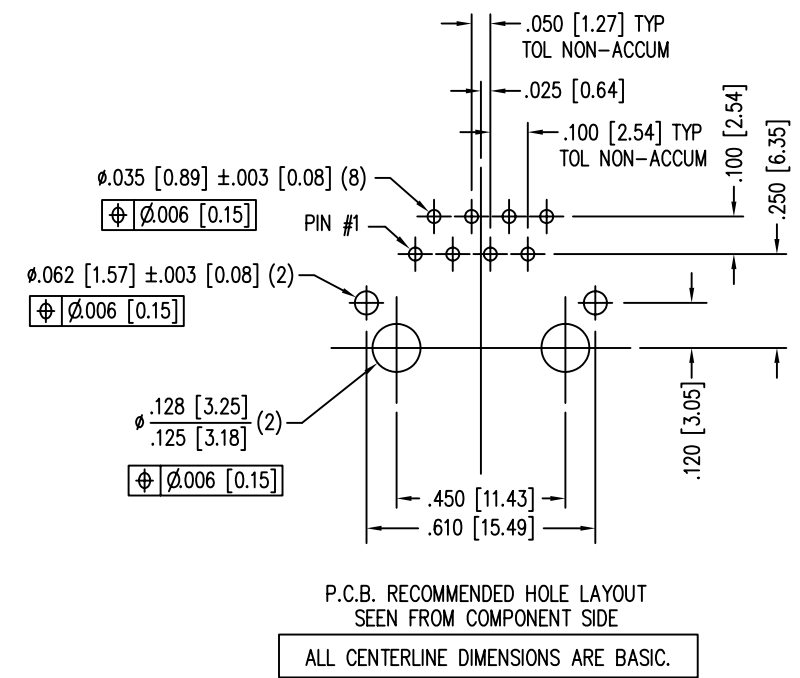 .050 [1.27] TYP
TOL NON-ACCUM
.025 [0.64]
.100 [2.54] TYP
TOL NON-ACCUM
.100 [2.54]
.250 [6.35]
ø.035 [0.89] ±.003 [0.08] (8)
⌖ Ø.006 [0.15]
PIN #1
ø.062 [1.57] ±.003 [0.08] (2)
⌖ Ø.006 [0.15]
ø .128 [3.25]
.125 [3.18] (2)
⌖ Ø.006 [0.15]
.120 [3.05]
.450 [11.43]
.610 [15.49]
P.C.B. RECOMMENDED HOLE LAYOUT
SEEN FROM COMPONENT SIDE
ALL CENTERLINE DIMENSIONS ARE BASIC.